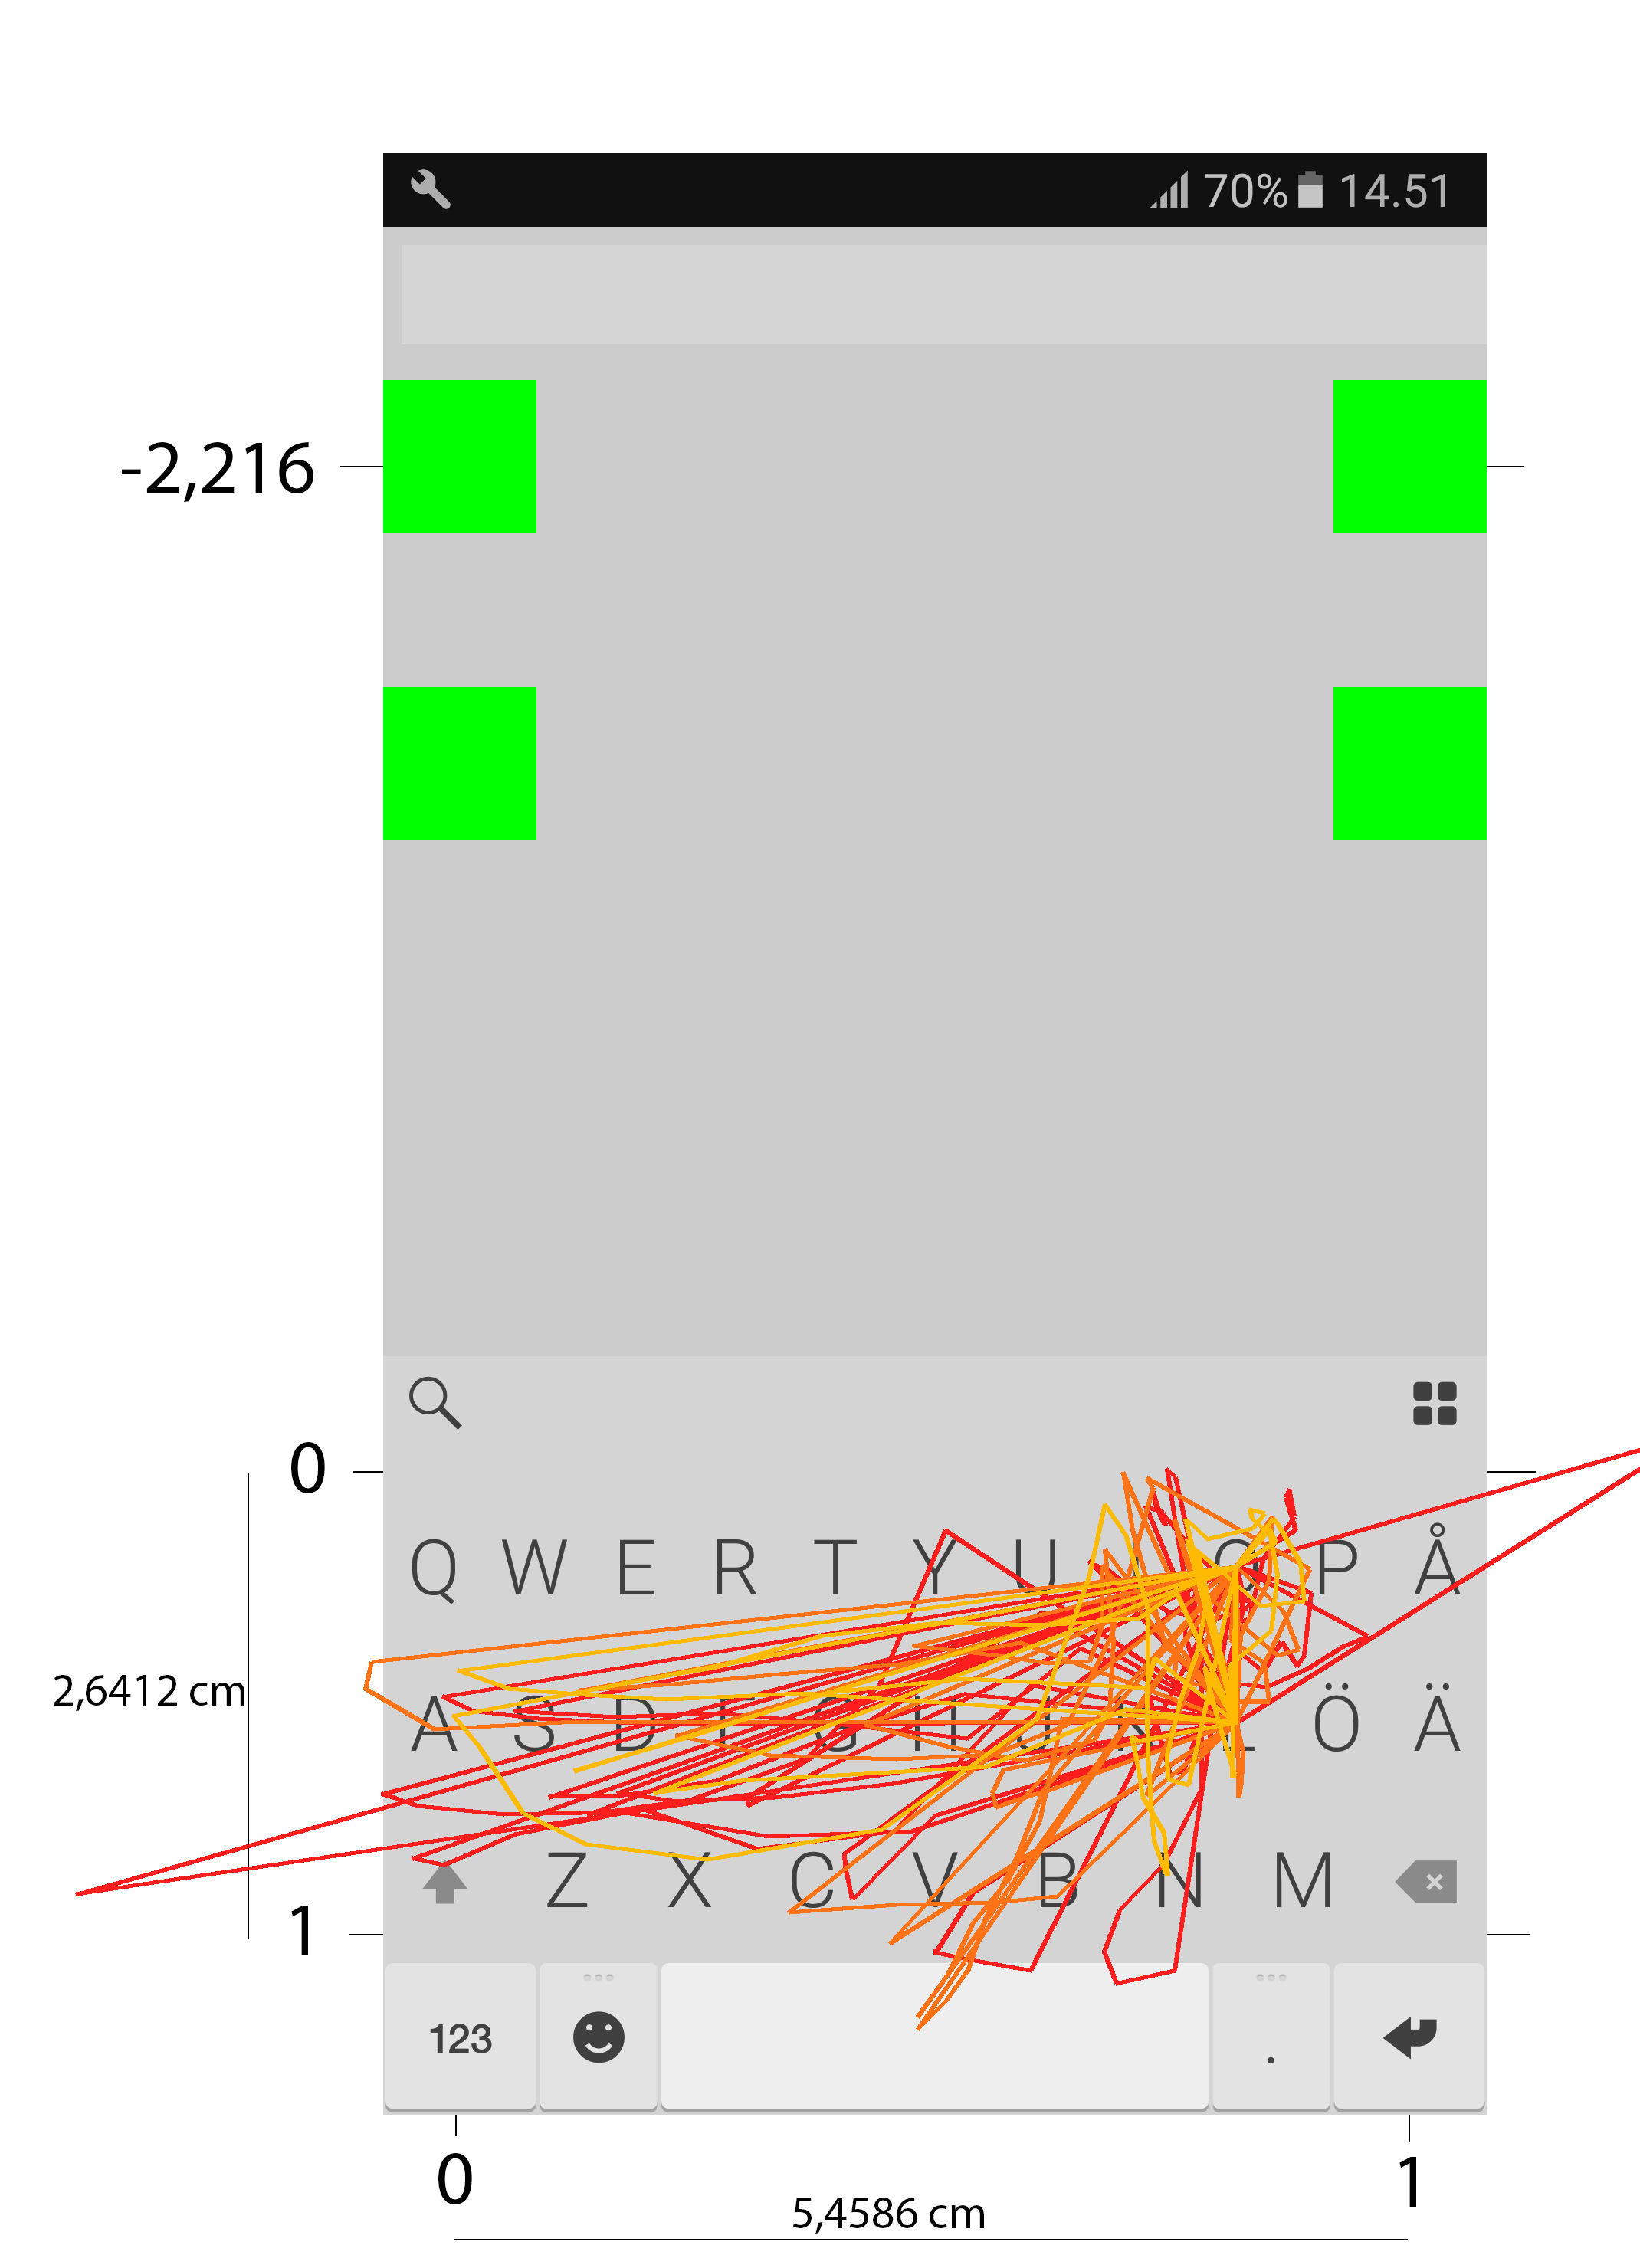 70% 14.51
-2,216
0
Q W E R T Y U O P Å
2,6412 cm
A S D F G H J K L Ö Ä
Z X C V B N M
1
123 .
0 1
5,4586 cm